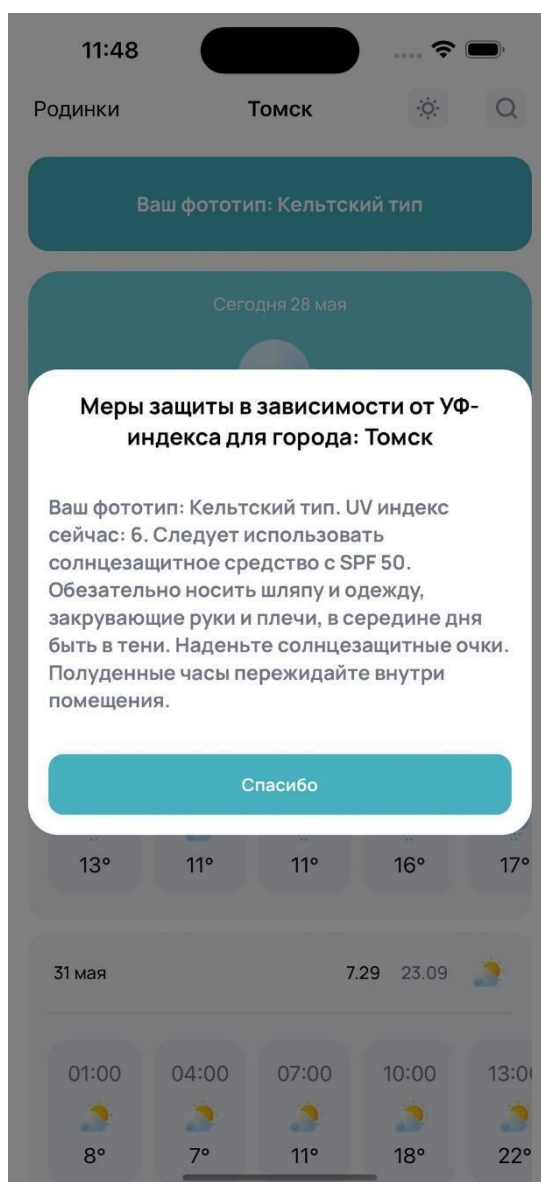 11:48
Родинки
Томск
Ваш фототип: Кельтский тип
Сегодня 28 мая
Меры защиты в зависимости от УФ-
индекса для города: Томск
Ваш фототип: Кельтский тип. UV индекс
сейчас: 6. Следует использовать
солнцезащитное средство с SPF 50.
Обезательно носить шляпу и одежду,
закрувающие руки и плечи, в середине дня
быть в тени. Наденьте солнцезащитные очки.
Полуденные часы пережидайте внутри
помещения.
Спасибо
13° 11° 11° 16° 17°
31 мая 7.29 23.09
01:00 04:00 07:00 10:00 13:0
8° 7° 11° 18° 22°